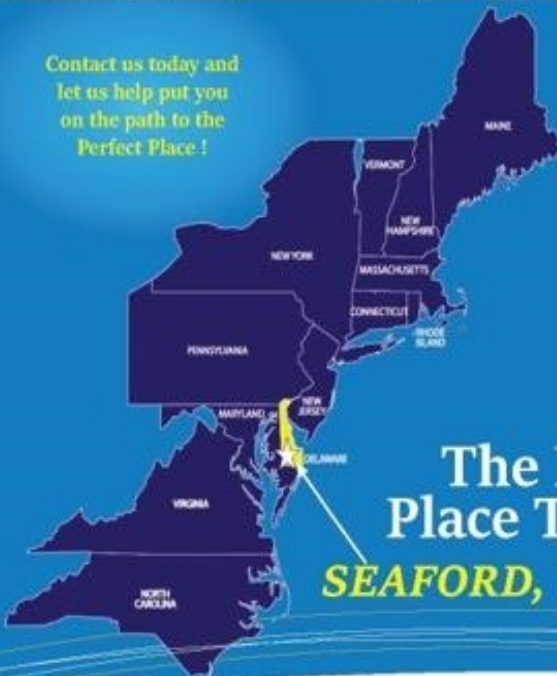 Contact us today and
let us help put you
on the path to the
Perfect Place !
MAINE
VERMONT
NEW
HAMPSHIRE
NEW YORK
MASSACHUSETTS
CONNECTICUT
RHODE
ISLAND
PENNSYLVANIA
NEW
JERSEY
MARYLAND
DELAWARE
VIRGINIA
NORTH
CAROLINA
The
Place T
SEAFORD,